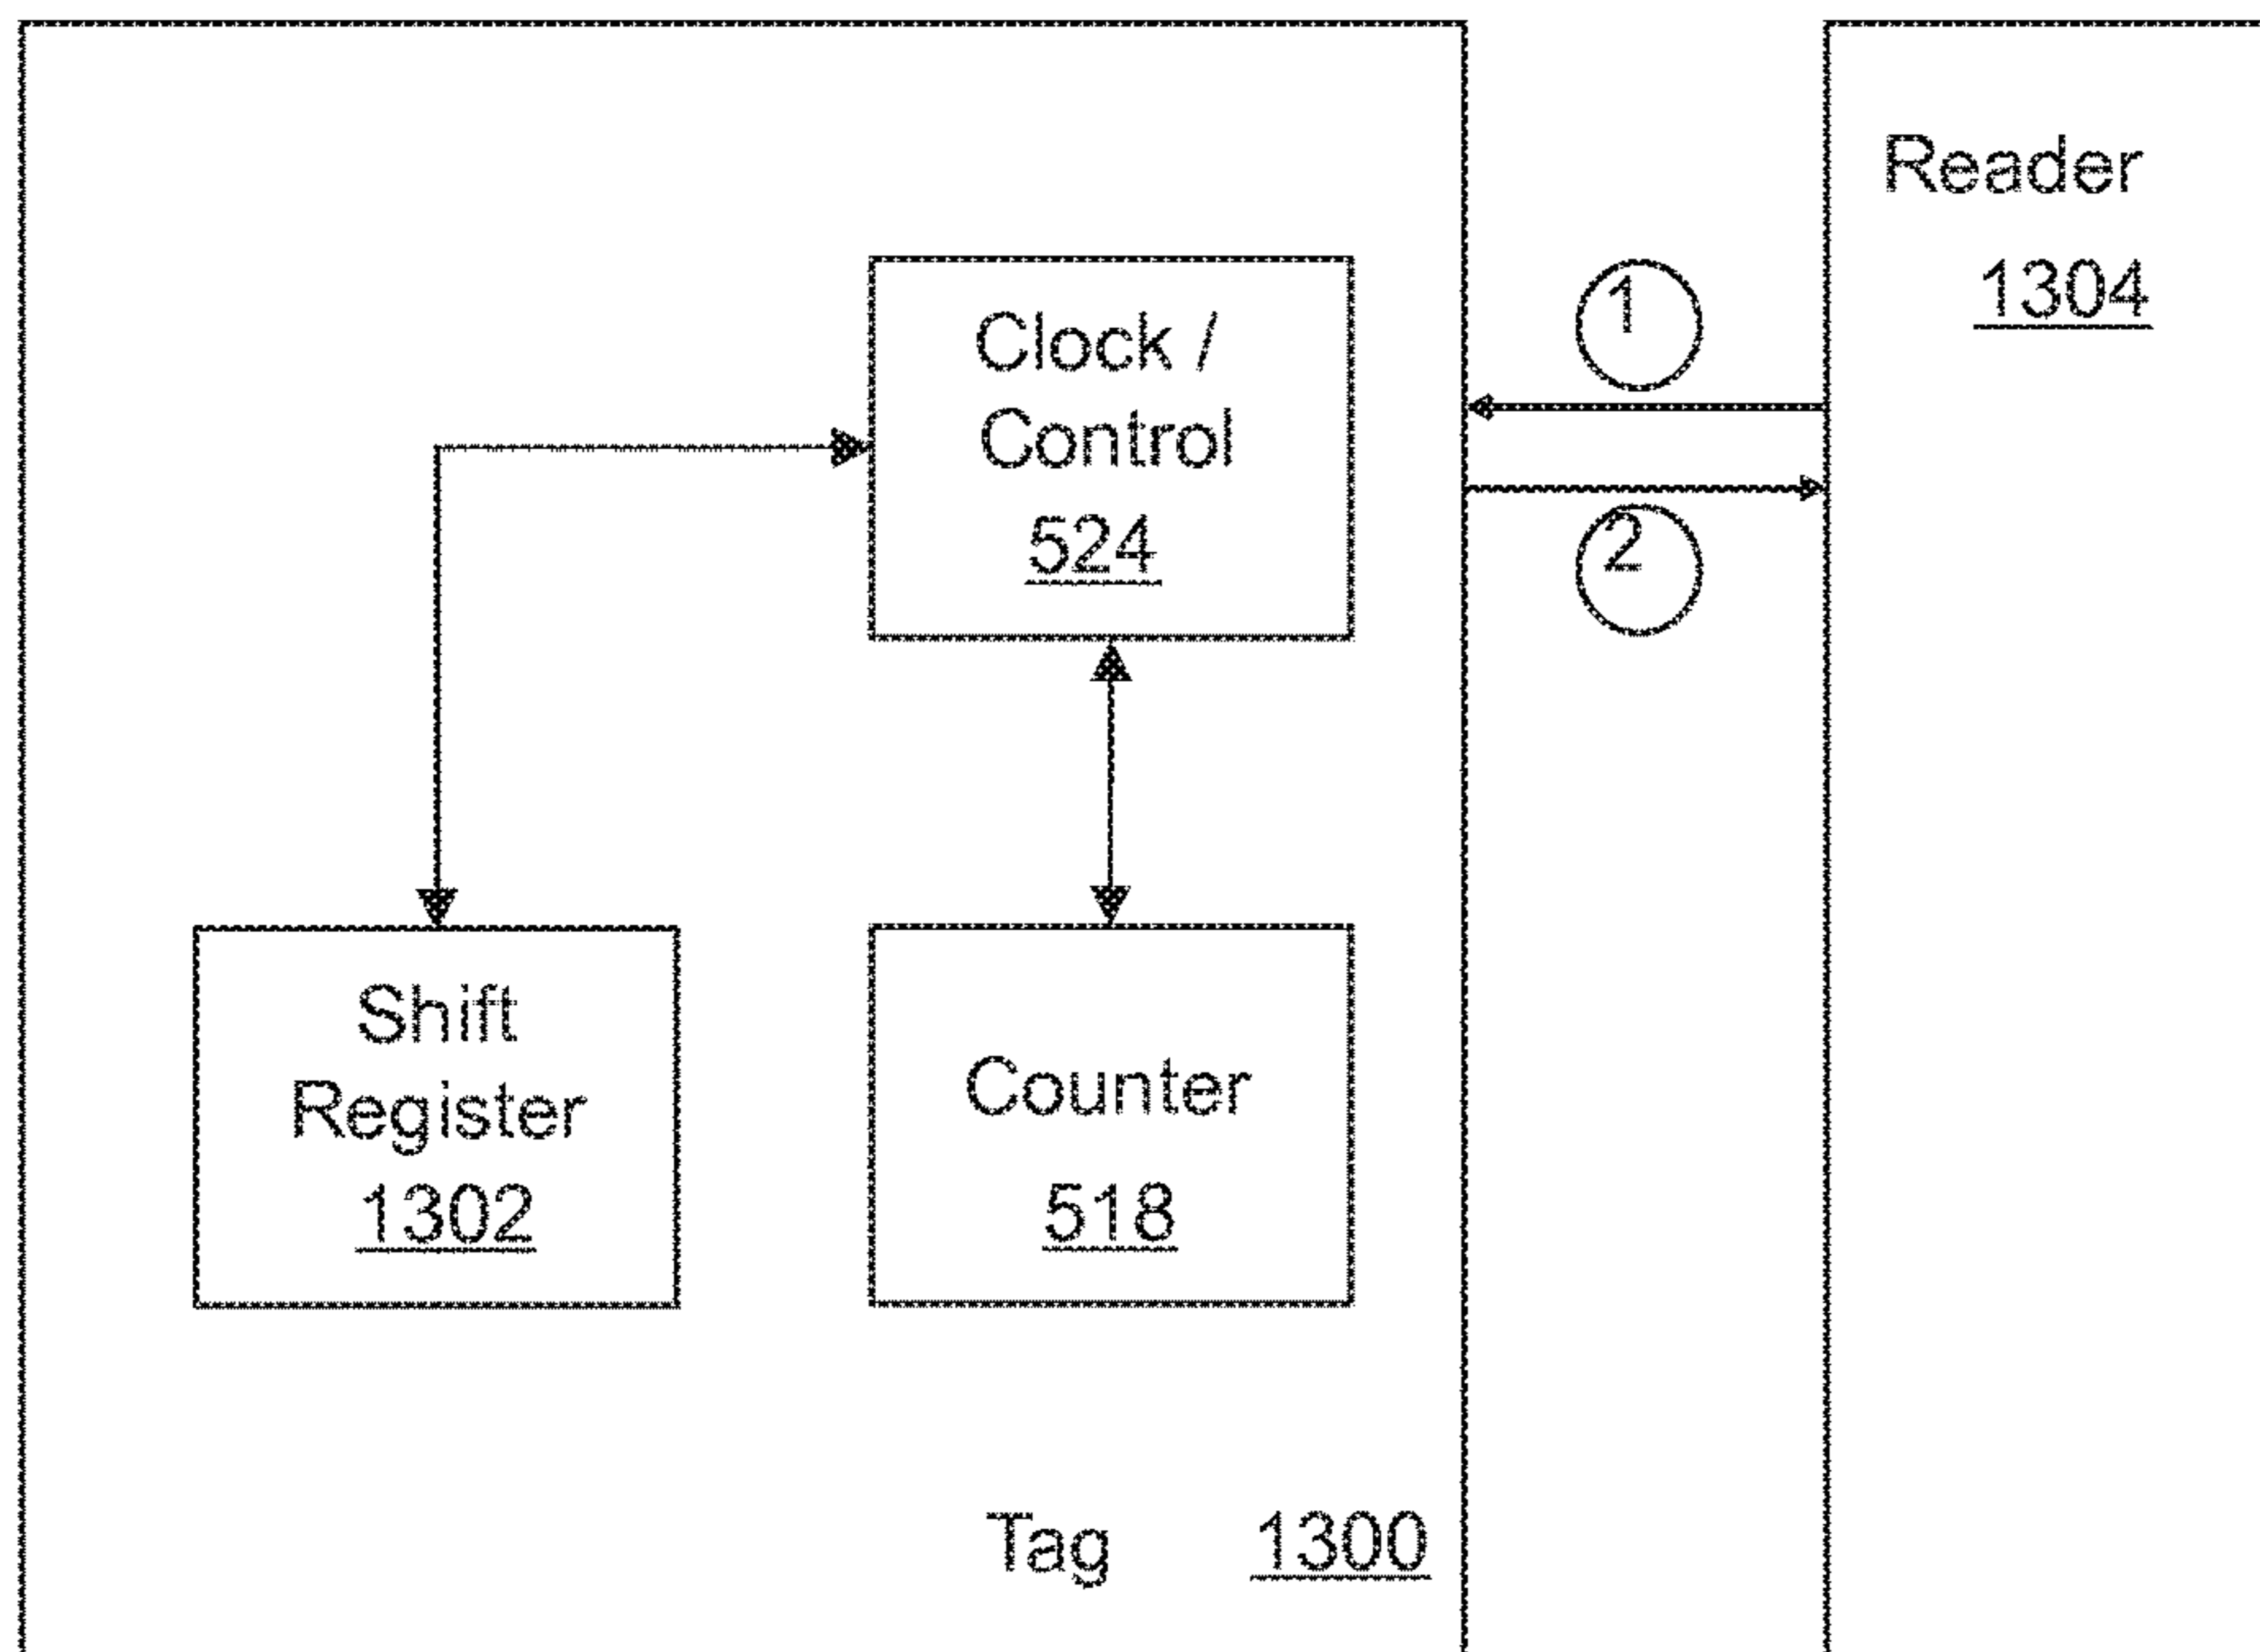 Clock /
Control
524
Shift
Register
1302
Counter
518
Tag 1300
1
2
Reader
1304